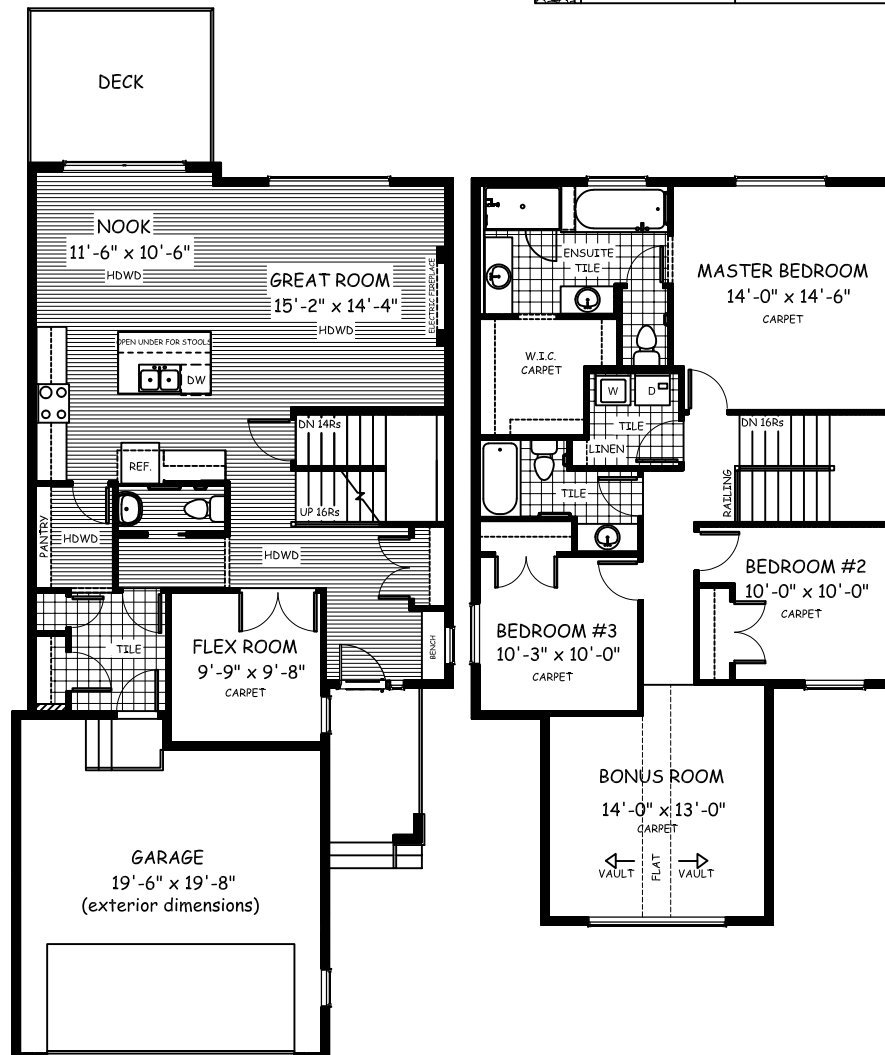 DECK
NOOK
11'-6" x 10'-6"
HDWD
GREAT ROOM
15'-2" x 14'-4"
HDWD
ELECTRIC FIREPLACE
OPEN UNDER FOR STOOLS
DW
REF.
DN 14Rs
UP 16Rs
PANTRY
HDWD
HDWD
TILE
FLEX ROOM
9'-9" x 9'-8"
CARPET
BENCH
GARAGE
19'-6" x 19'-8"
(exterior dimensions)
ENSUITE
TILE
MASTER BEDROOM
14'-0" x 14'-6"
CARPET
W.I.C.
CARPET
W
D
TILE
LINEN
DN 16Rs
RAILING
TILE
BEDROOM #2
10'-0" x 10'-0"
CARPET
BEDROOM #3
10'-3" x 10'-0"
CARPET
BONUS ROOM
14'-0" x 13'-0"
CARPET
VAULT
FLAT
VAULT